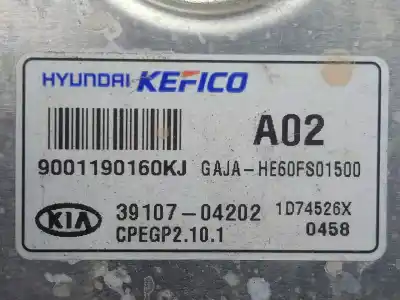 HYUNDAI KEFICO
A02
9001190160KJ GAJA-HE60FS01500
KIA 39107-04202 1D74526X
CPEGP2.10.1 0458